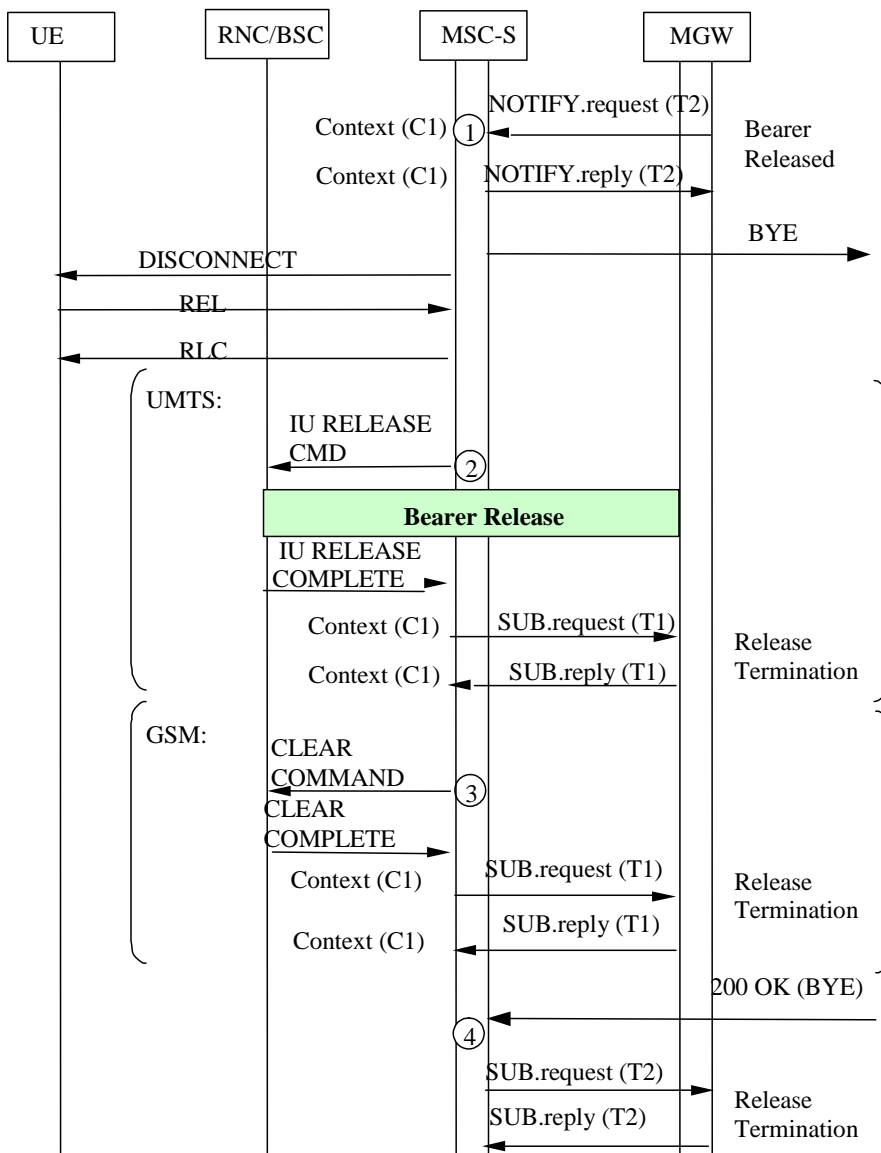 UE
RNC/BSC
MSC-S
MGW
NOTIFY.request (T2)
Context (C1)
1
Bearer
Released
Context (C1)
NOTIFY.reply (T2)
BYE
DISCONNECT
REL
RLC
UMTS:
IU RELEASE
CMD
2
Bearer Release
IU RELEASE
COMPLETE
Context (C1)
SUB.request (T1)
Release
Termination
Context (C1)
SUB.reply (T1)
GSM:
CLEAR
COMMAND
3
CLEAR
COMPLETE
Context (C1)
SUB.request (T1)
Release
Termination
Context (C1)
SUB.reply (T1)
200 OK (BYE)
4
SUB.request (T2)
Release
Termination
SUB.reply (T2)